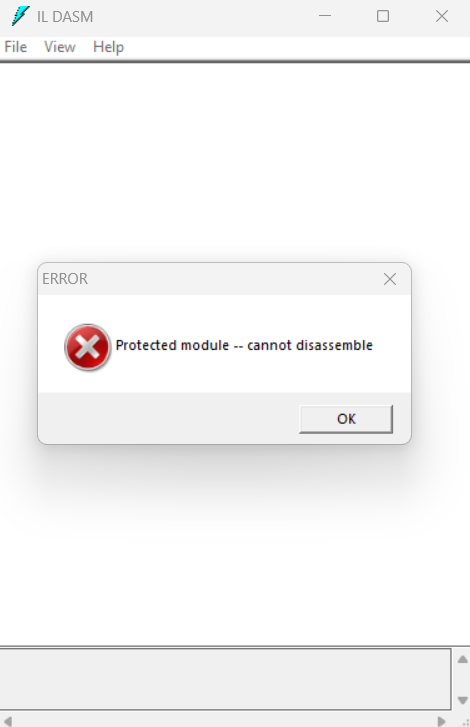 IL DASM
File View Help
ERROR
Protected module -- cannot disassemble
OK